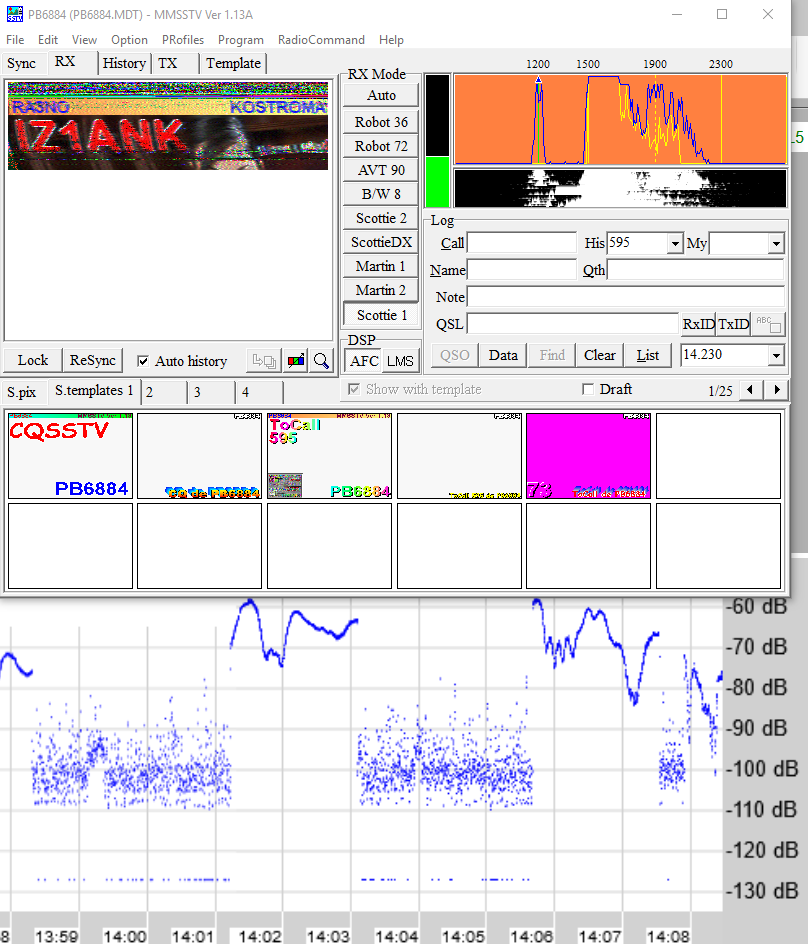 PB6884 (PB6884.MDT) - MMSSTV Ver 1.13A
File Edit View Option PRofiles Program RadioCommand Help
Sync RX History TX Template
RA3NO KOSTROMA
IZ1ANK
RX Mode
Auto
Robot 36
Robot 72
AVT 90
B/W 8
Scottie 2
ScottieDX
Martin 1
Martin 2
Scottie 1
DSP
AFC LMS
1200 1500 1900 2300
Log
Call His 595 My
Name Qth
Note
QSL RxID TxID ABC
QSO Data Find Clear List 14.230
Lock ReSync Auto history
Show with template Draft 1/25
S.pix S.templates 1 2 3 4
CQSSTV
PB6884
de PB6884
ToCall
595
PB6884
73
.5
-60 dB
-70 dB
-80 dB
-90 dB
-100 dB
-110 dB
-120 dB
-130 dB
8 13:59 14:00 14:01 14:02 14:03 14:04 14:05 14:06 14:07 14:08